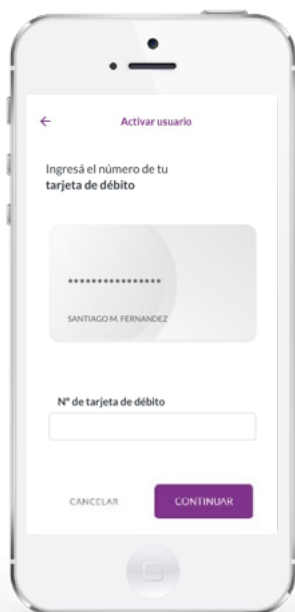 Activar usuario
Ingresá el número de tu
tarjeta de débito
••••••••••••••••
SANTIAGO M. FERNANDEZ
N° de tarjeta de débito
CANCELAR
CONTINUAR